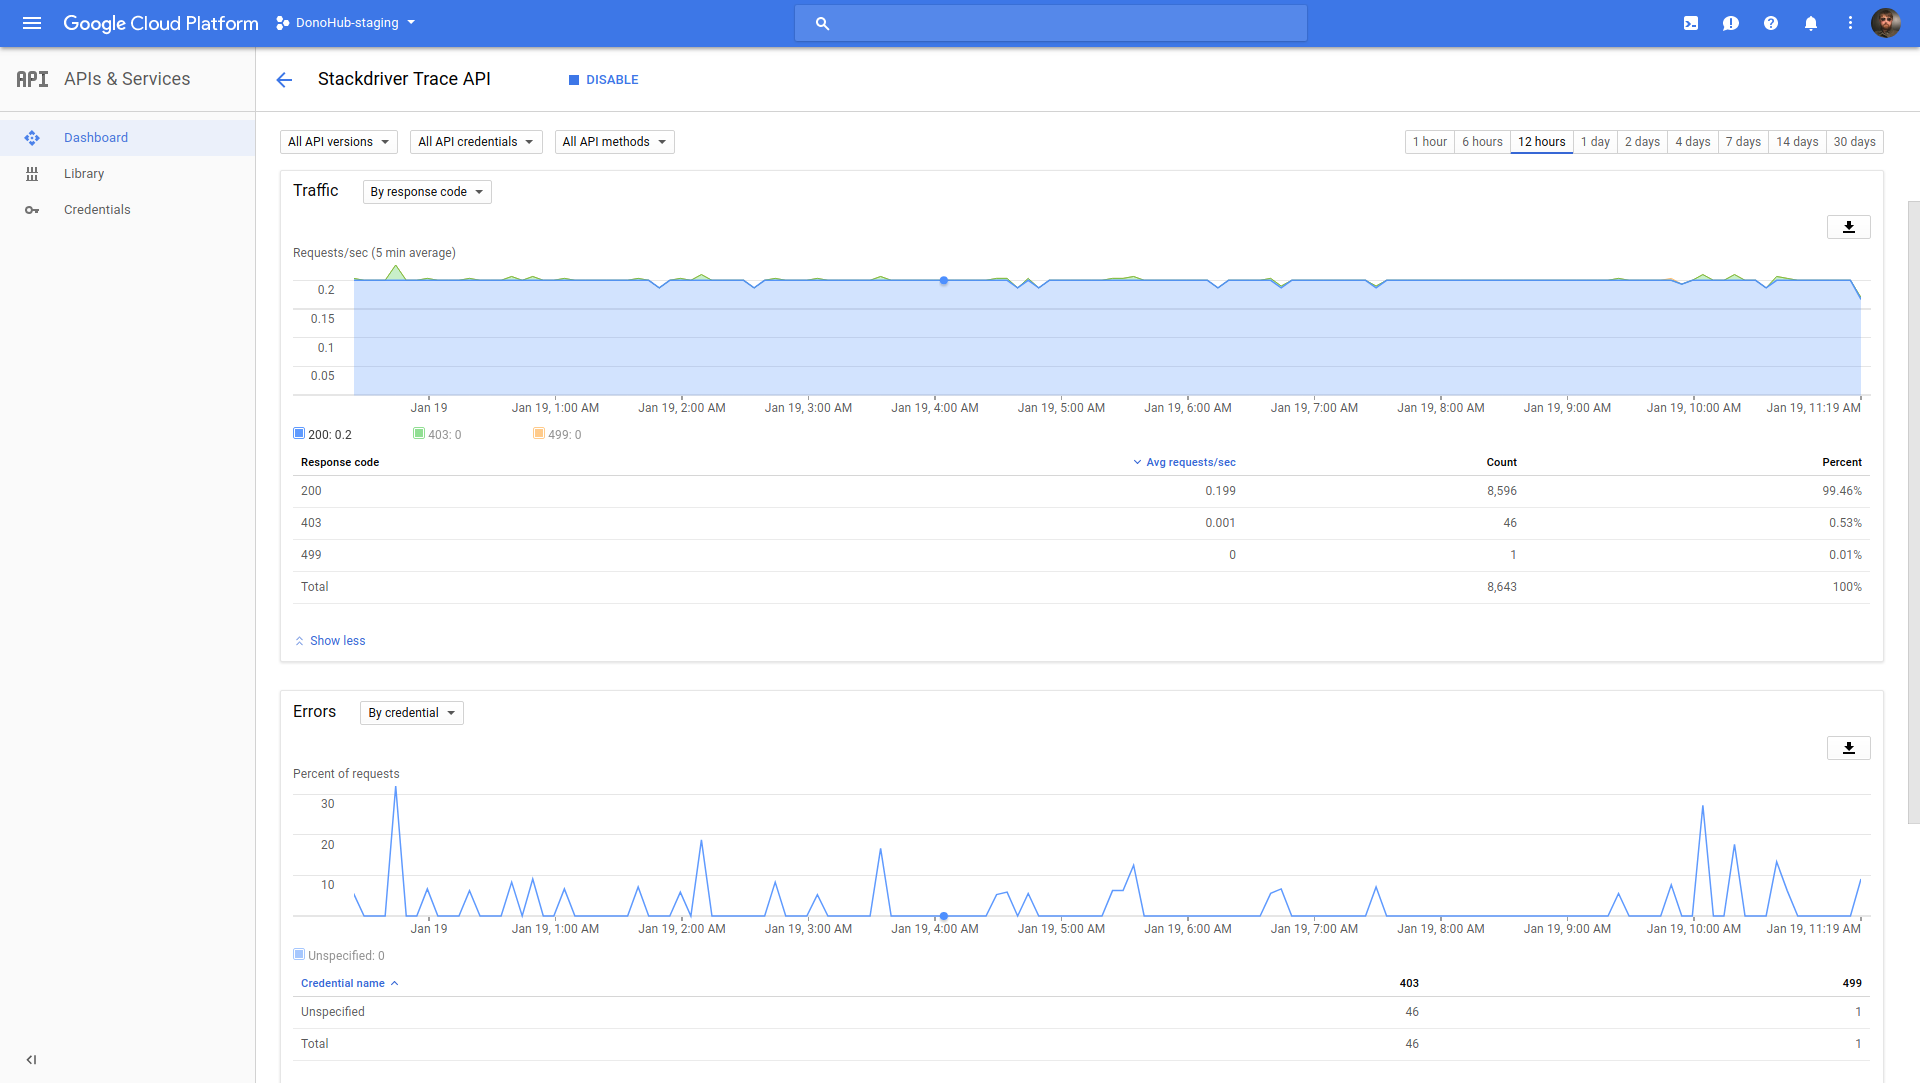 Google Cloud Platform DonoHub-staging
API APIs & Services
Stackdriver Trace API DISABLE
Dashboard
Library
Credentials
All API versions All API credentials All API methods
1 hour 6 hours 12 hours 1 day 2 days 4 days 7 days 14 days 30 days
Traffic By response code
Requests/sec (5 min average)
0.2
0.15
0.1
0.05
Jan 19 Jan 19, 1:00 AM Jan 19, 2:00 AM Jan 19, 3:00 AM Jan 19, 4:00 AM Jan 19, 5:00 AM Jan 19, 6:00 AM Jan 19, 7:00 AM Jan 19, 8:00 AM Jan 19, 9:00 AM Jan 19, 10:00 AM Jan 19, 11:19 AM
200: 0.2 403: 0 499: 0
Response code Avg requests/sec Count Percent
200 0.199 8,596 99.46%
403 0.001 46 0.53%
499 0 1 0.01%
Total 8,643 100%
Show less
Errors By credential
Percent of requests
30
20
10
Jan 19 Jan 19, 1:00 AM Jan 19, 2:00 AM Jan 19, 3:00 AM Jan 19, 4:00 AM Jan 19, 5:00 AM Jan 19, 6:00 AM Jan 19, 7:00 AM Jan 19, 8:00 AM Jan 19, 9:00 AM Jan 19, 10:00 AM Jan 19, 11:19 AM
Unspecified: 0
Credential name 403 499
Unspecified 46 1
Total 46 1